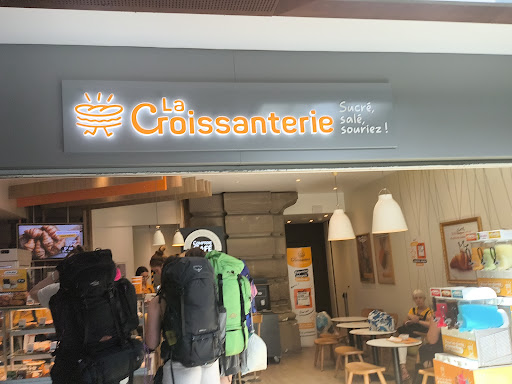 La
Croissanterie
Sucré,
salé,
souriez !